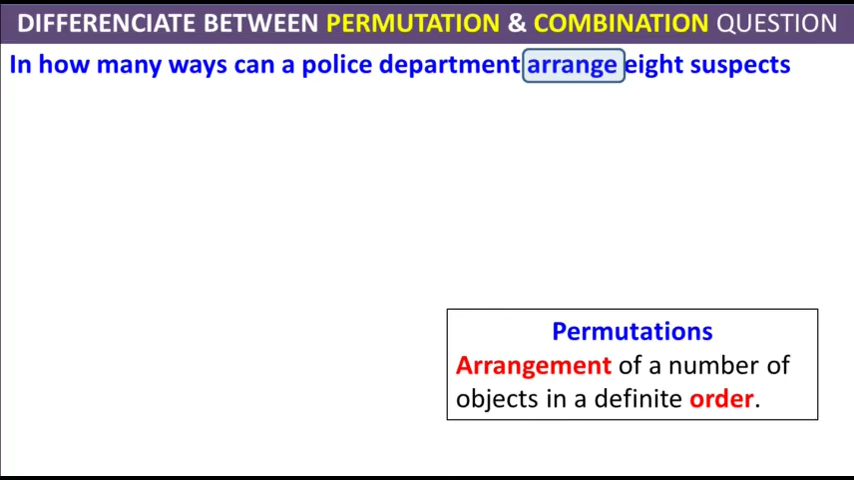 DIFFERENCIATE BETWEEN PERMUTATION & COMBINATION QUESTION
In how many ways can a police department arrange eight suspects
Permutations
Arrangement of a number of
objects in a definite order.